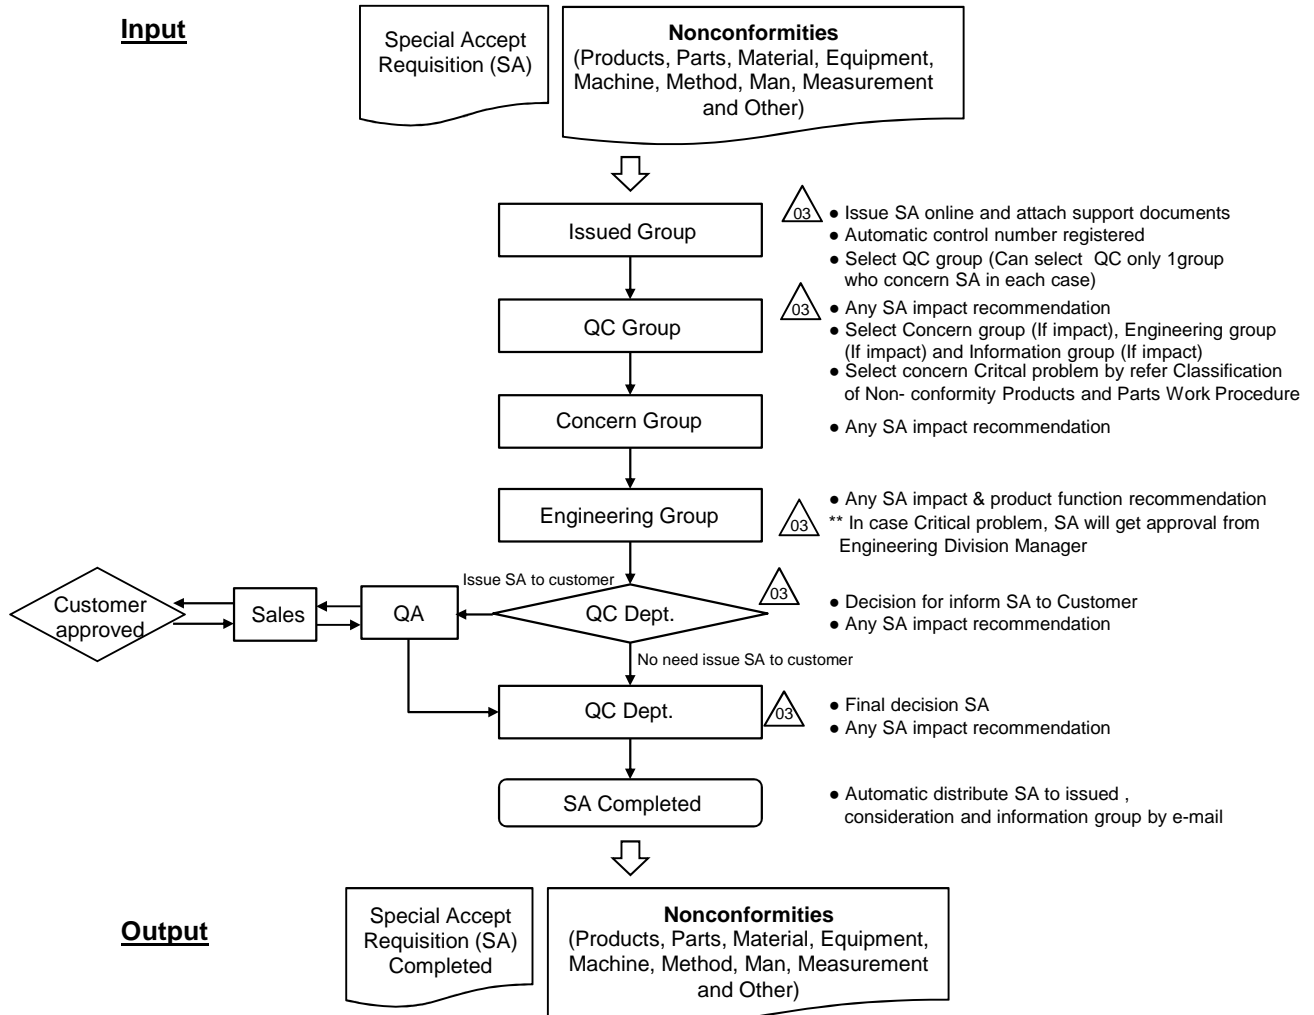 Input
Special Accept
Requisition (SA)
Nonconformities
(Products, Parts, Material, Equipment,
Machine, Method, Man, Measurement
and Other)
Issued Group
03
● Issue SA online and attach support documents
● Automatic control number registered
● Select QC group (Can select QC only 1group
who concern SA in each case)
QC Group
03
● Any SA impact recommendation
● Select Concern group (If impact), Engineering group
(If impact) and Information group (If impact)
● Select concern Critcal problem by refer Classification
of Non- conformity Products and Parts Work Procedure
Concern Group
● Any SA impact recommendation
Engineering Group
03
● Any SA impact & product function recommendation
** In case Critical problem, SA will get approval from
Engineering Division Manager
Issue SA to customer
Customer
approved
Sales
QA
QC Dept.
03
● Decision for inform SA to Customer
● Any SA impact recommendation
No need issue SA to customer
QC Dept.
03
● Final decision SA
● Any SA impact recommendation
SA Completed
● Automatic distribute SA to issued ,
consideration and information group by e-mail
Output
Special Accept
Requisition (SA)
Completed
Nonconformities
(Products, Parts, Material, Equipment,
Machine, Method, Man, Measurement
and Other)